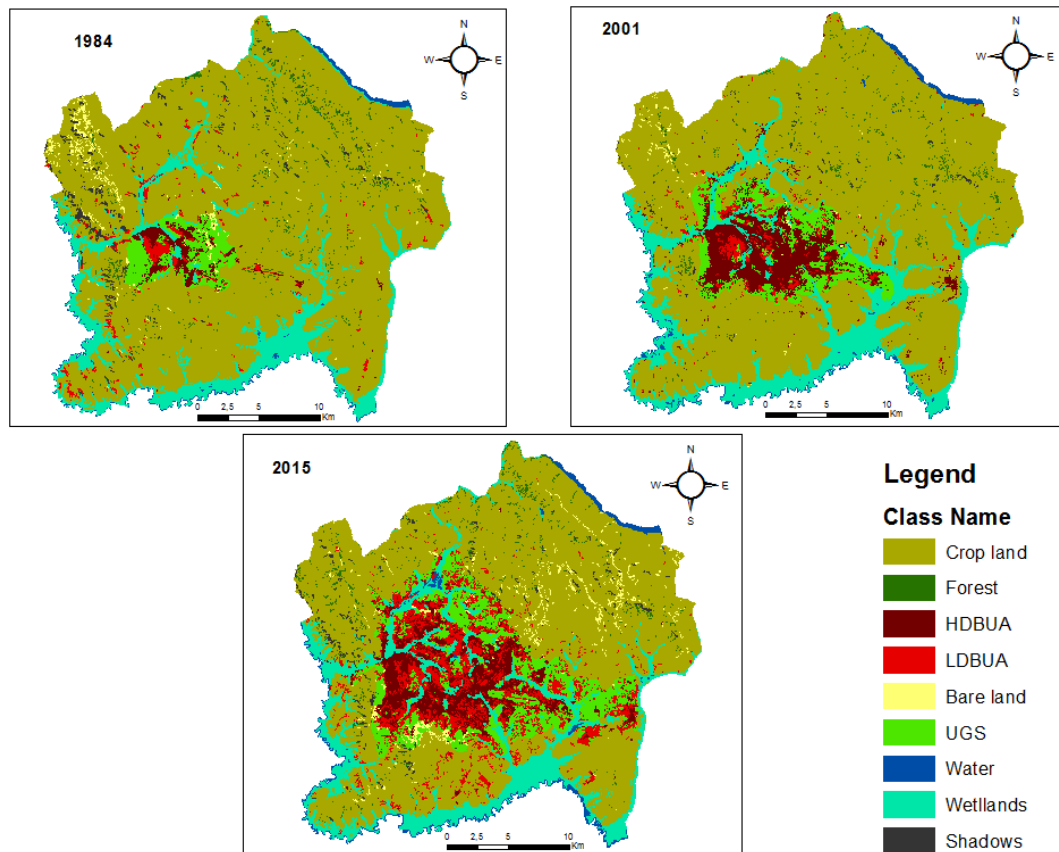 1984
N
W E
S
0 2,5 5 10
Km
2001
N
W E
S
0 2,5 5 10
Km
2015
N
W E
S
0 2,5 5 10
Km
Legend
Class Name
Crop land
Forest
HDBUA
LDBUA
Bare land
UGS
Water
Wetllands
Shadows